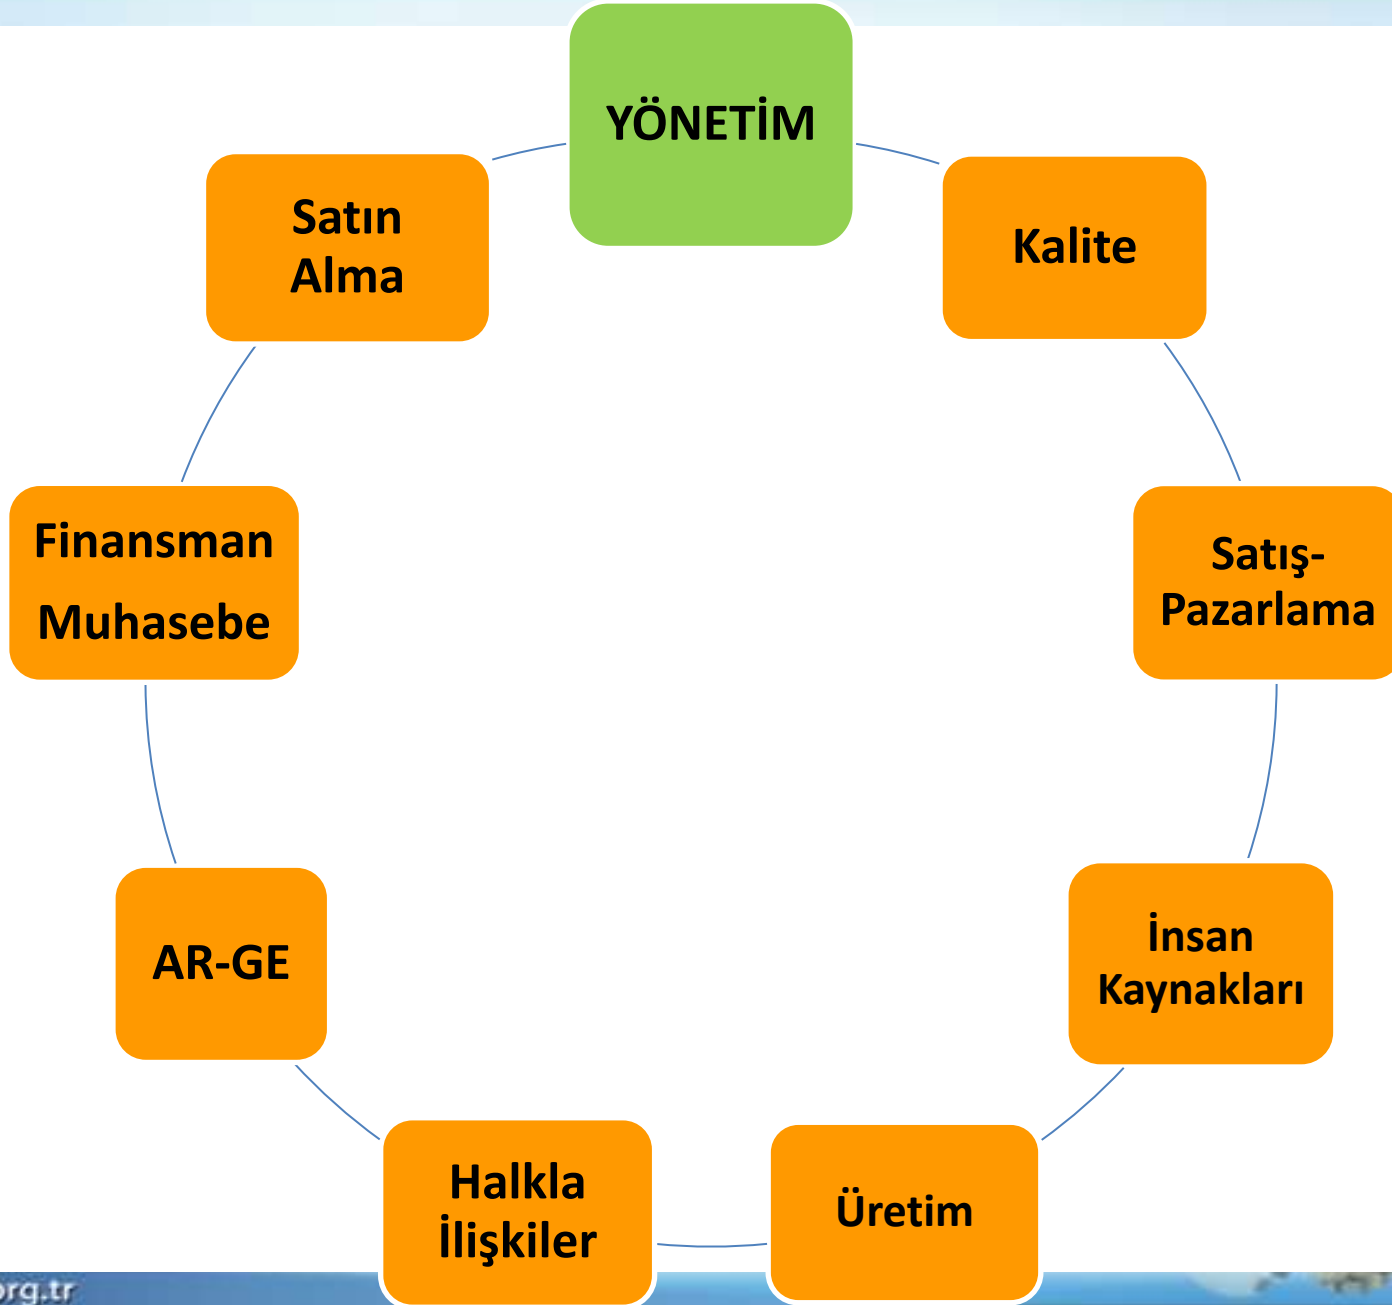 YÖNETİM
Kalite
Satış-
Pazarlama
İnsan
Kaynakları
Üretim
Halkla
İlişkiler
AR-GE
Finansman
Muhasebe
Satın
Alma
org.tr